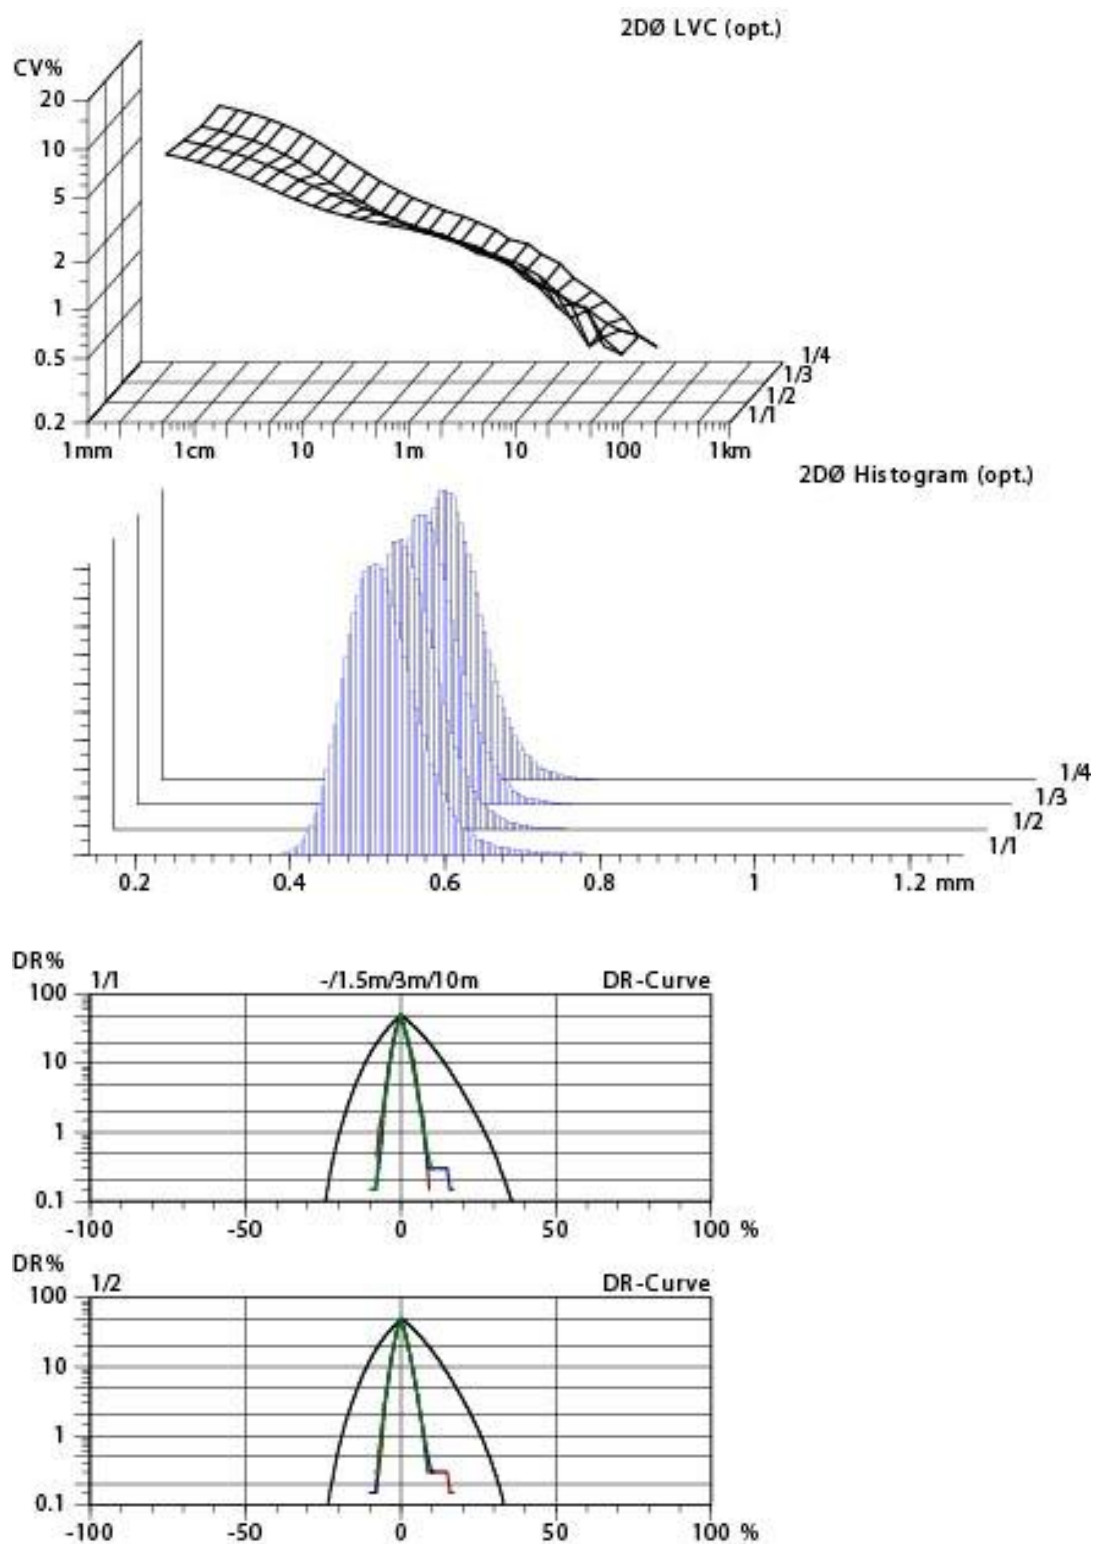 2DØ LVC (opt.)
CV%
20
10
5
2
1
0.5
0.2
1/4
1/3
1/2
1/1
1mm 1cm 10 1m 10 100 1km
2DØ Histogram (opt.)
1/4
1/3
1/2
1/1
0.2 0.4 0.6 0.8 1 1.2 mm
DR%
1/1 -/1.5m/3m/10m DR-Curve
100
10
1
0.1
-100 -50 0 50 100 %
DR%
1/2 DR-Curve
100
10
1
0.1
-100 -50 0 50 100 %